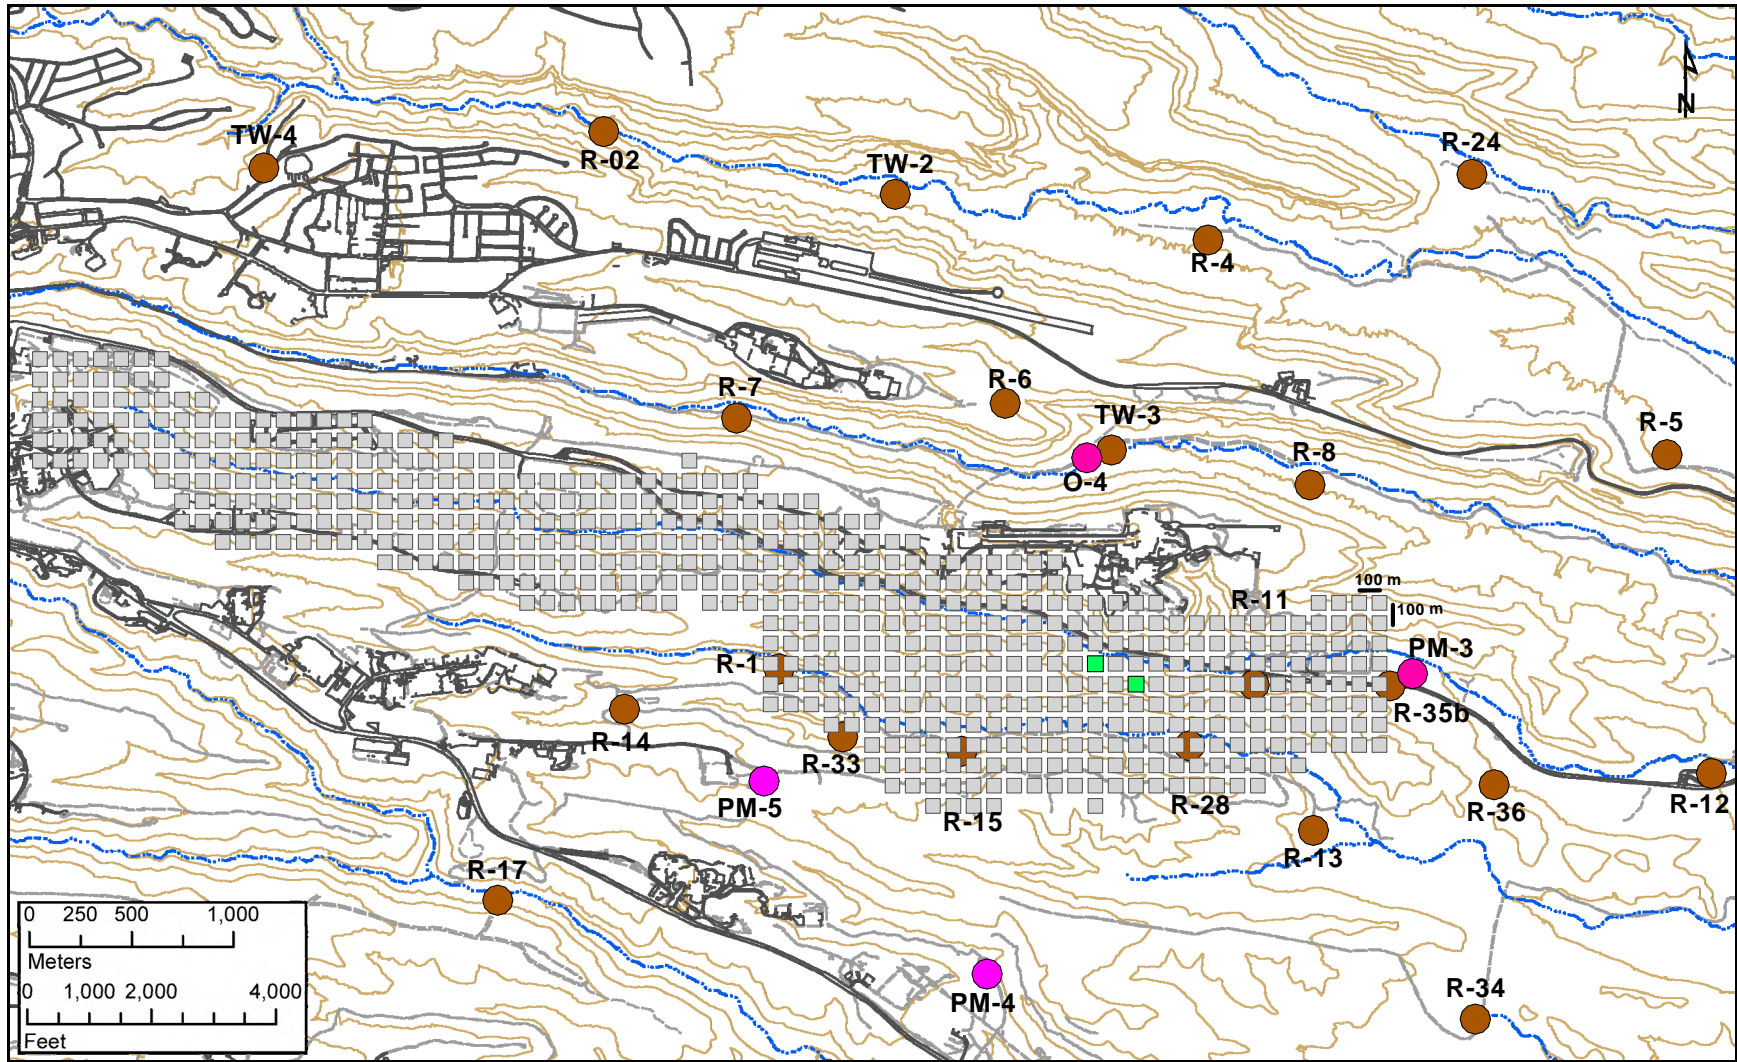 N
TW-4
R-02
TW-2
R-24
R-4
R-7
R-6
TW-3
R-5
O-4
R-8
100 m
R-11
100 m
R-1
PM-3
R-35b
R-14
R-33
PM-5
R-15
R-28
R-36
R-12
R-13
R-17
PM-4
R-34
0 250 500 1,000
Meters
0 1,000 2,000 4,000
Feet